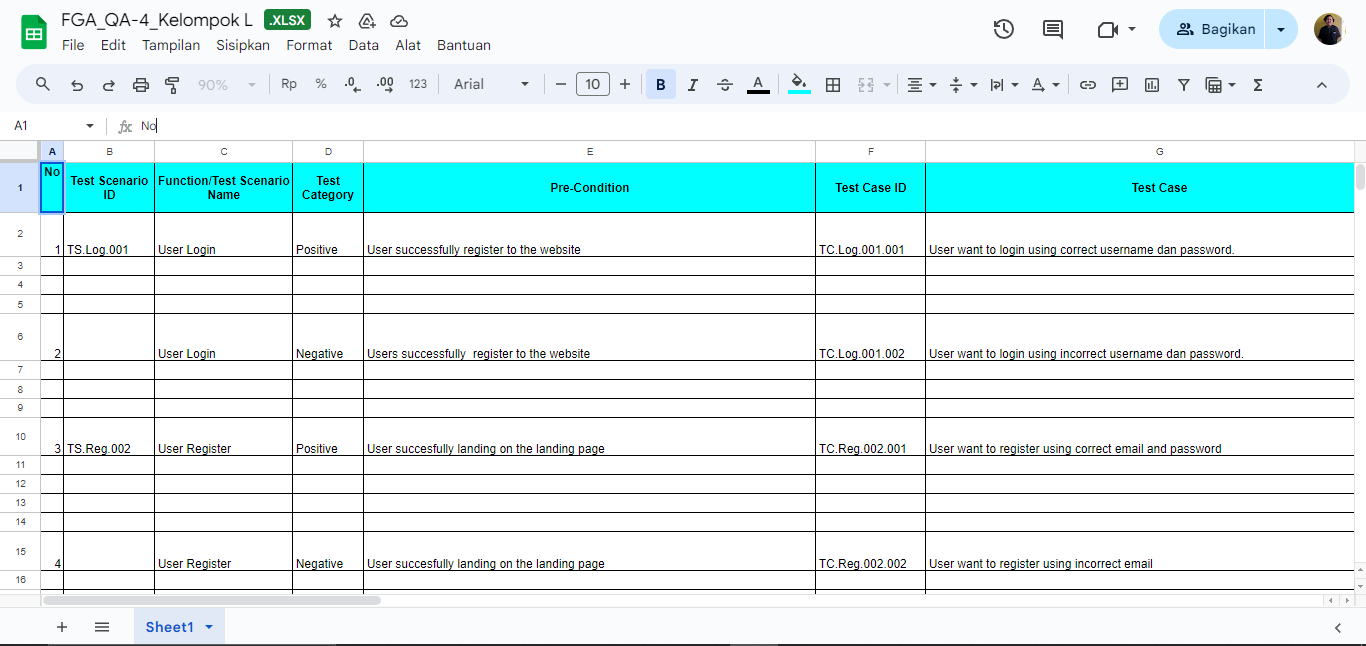 FGA_QA-4_Kelompok L .XLSX
File Edit Tampilan Sisipkan Format Data Alat Bantuan
Bagikan
90% Rp % .0 .00 123 Arial 10 B I A A Σ
A1 fx No
A B C D E F G
1 No Test Scenario ID Function/Test Scenario Name Test Category Pre-Condition Test Case ID Test Case
2 1 TS.Log.001 User Login Positive User successfully register to the website TC.Log.001.001 User want to login using correct username dan password.
3
4
5
6 2 User Login Negative Users successfully  register to the website TC.Log.001.002 User want to login using incorrect username dan password.
7
8
9
10 3 TS.Reg.002 User Register Positive User succesfully landing on the landing page TC.Reg.002.001 User want to register using correct email and password
11
12
13
14
15 4 User Register Negative User succesfully landing on the landing page TC.Reg.002.002 User want to register using incorrect email
16
Sheet1